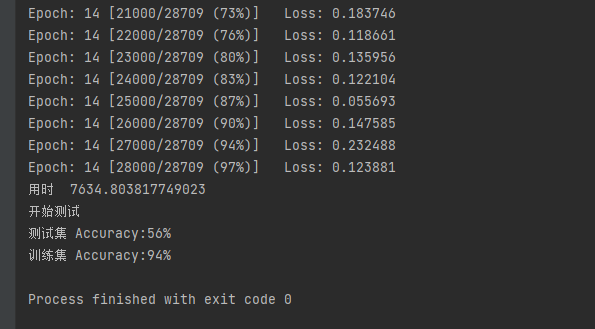 Epoch: 14 [21000/28709 (73%)]   Loss: 0.183746
Epoch: 14 [22000/28709 (76%)]   Loss: 0.118661
Epoch: 14 [23000/28709 (80%)]   Loss: 0.135956
Epoch: 14 [24000/28709 (83%)]   Loss: 0.122104
Epoch: 14 [25000/28709 (87%)]   Loss: 0.055693
Epoch: 14 [26000/28709 (90%)]   Loss: 0.147585
Epoch: 14 [27000/28709 (94%)]   Loss: 0.232488
Epoch: 14 [28000/28709 (97%)]   Loss: 0.123881
用时  7634.803817749023
开始测试
测试集 Accuracy:56%
训练集 Accuracy:94%
Process finished with exit code 0